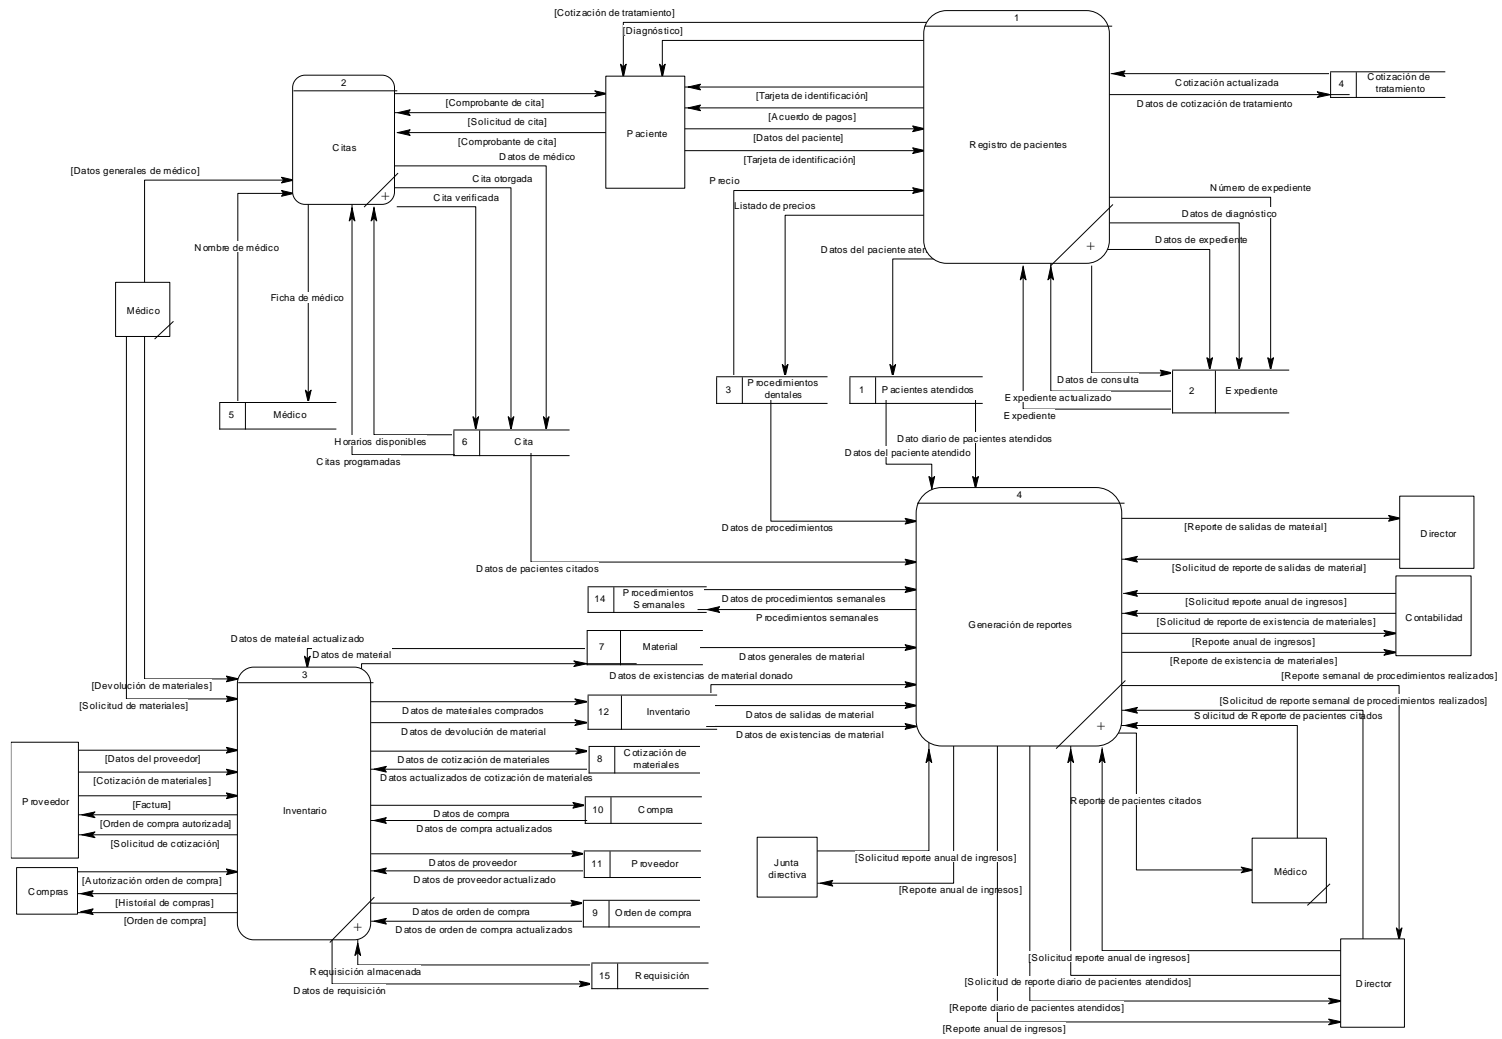 [Cotización de tratamiento]
[Diagnóstico]
1
2
[Comprobante de cita]
[Solicitud de cita]
[Comprobante de cita]
Citas
Paciente
[Tarjeta de identificación]
[Acuerdo de pagos]
[Datos del paciente]
[Tarjeta de identificación]
Registro de pacientes
Cotización actualizada
Datos de cotización de tratamiento
4
Cotización de
tratamiento
Datos de médico
Cita otorgada
Cita verificada
[Datos generales de médico]
Precio
Listado de precios
Número de expediente
Datos de diagnóstico
Datos de expediente
Nombre de médico
Datos del paciente aten
Ficha de médico
Médico
3
Procedimientos
dentales
1
Pacientes atendidos
Datos de consulta
Expediente actualizado
Expediente
2
Expediente
5
Médico
Horarios disponibles
Citas programadas
6
Cita
Dato diario de pacientes atendidos
Datos del paciente atendido
4
Datos de procedimientos
[Reporte de salidas de material]
Director
[Solicitud de reporte de salidas de material]
Datos de pacientes citados
14
Procedimientos
Semanales
Datos de procedimientos semanales
Procedimientos semanales
Generación de reportes
[Solicitud reporte anual de ingresos]
[Solicitud de reporte de existencia de materiales]
[Reporte anual de ingresos]
[Reporte de existencia de materiales]
Contabilidad
Datos de material actualizado
Datos de material
7
Material
Datos generales de material
3
Datos de existencias de material donado
[Reporte semanal de procedimientos realizados]
[Devolución de materiales]
[Solicitud de materiales]
Datos de materiales comprados
Datos de devolución de material
12
Inventario
Datos de salidas de material
Datos de existencias de material
[Solicitud de reporte semanal de procedimientos realizados]
Solicitud de Reporte de pacientes citados
[Datos del proveedor]
[Cotización de materiales]
Proveedor
[Factura]
[Orden de compra autorizada]
[Solicitud de cotización]
Inventario
Datos de cotización de materiales
Datos actualizados de cotización de materiales
8
Cotización de
materiales
Datos de compra
Datos de compra actualizados
10
Compra
Reporte de pacientes citados
Datos de proveedor
Datos de proveedor actualizado
11
Proveedor
Junta
directiva
[Solicitud reporte anual de ingresos]
[Reporte anual de ingresos]
Médico
Compras
[Autorización orden de compra]
[Historial de compras]
[Orden de compra]
Datos de orden de compra
Datos de orden de compra actualizados
9
Orden de compra
Requisición almacenada
Datos de requisición
15
Requisición
[Solicitud reporte anual de ingresos]
[Solicitud de reporte diario de pacientes atendidos]
[Reporte diario de pacientes atendidos]
[Reporte anual de ingresos]
Director